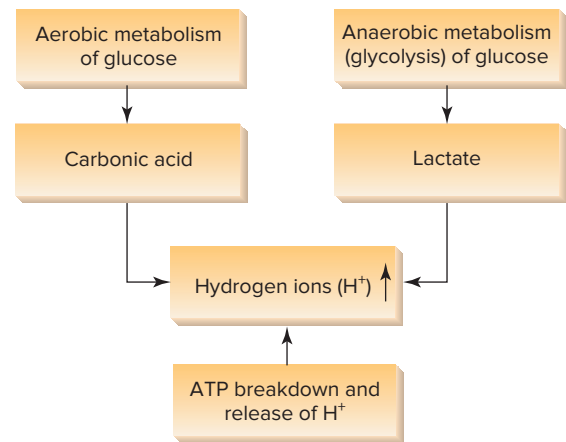 Aerobic metabolism
of glucose
Anaerobic metabolism
(glycolysis) of glucose
Carbonic acid
Lactate
Hydrogen ions (H⁺)
ATP breakdown and
release of H⁺